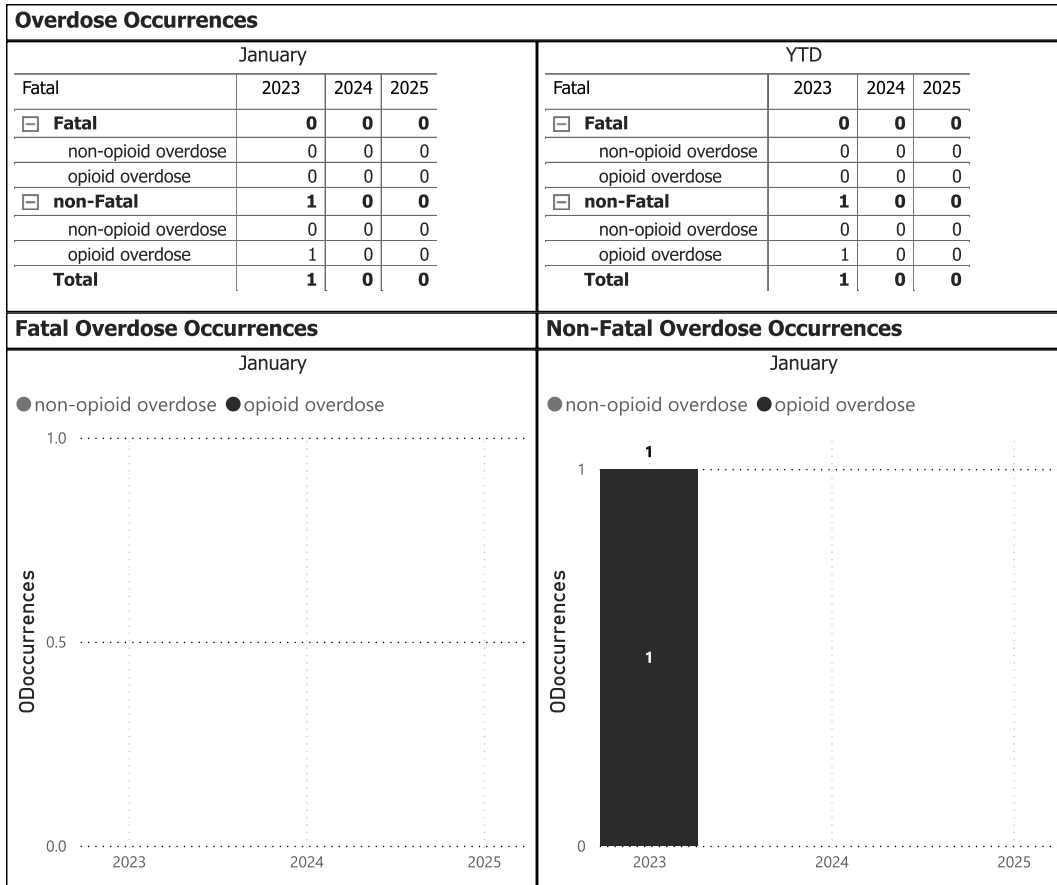 Overdose Occurrences
January
Fatal 2023 2024 2025
Fatal 0 0 0
non-opioid overdose 0 0 0
opioid overdose 0 0 0
non-Fatal 1 0 0
non-opioid overdose 0 0 0
opioid overdose 1 0 0
Total 1 0 0
YTD
Fatal 2023 2024 2025
Fatal 0 0 0
non-opioid overdose 0 0 0
opioid overdose 0 0 0
non-Fatal 1 0 0
non-opioid overdose 0 0 0
opioid overdose 1 0 0
Total 1 0 0
Fatal Overdose Occurrences
January
non-opioid overdose opioid overdose
1.0
0.5
0.0
ODoccurrences
2023 2024 2025
Non-Fatal Overdose Occurrences
January
non-opioid overdose opioid overdose
1
1
1
0
ODoccurrences
2023 2024 2025